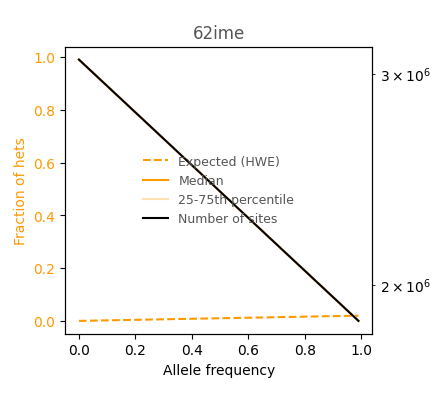 62ime
1.0
0.8
0.6
0.4
0.2
0.0
Fraction of hets
3 × 10⁶
2 × 10⁶
Expected (HWE)
Median
25-75th percentile
Number of sites
0.0 0.2 0.4 0.6 0.8 1.0
Allele frequency